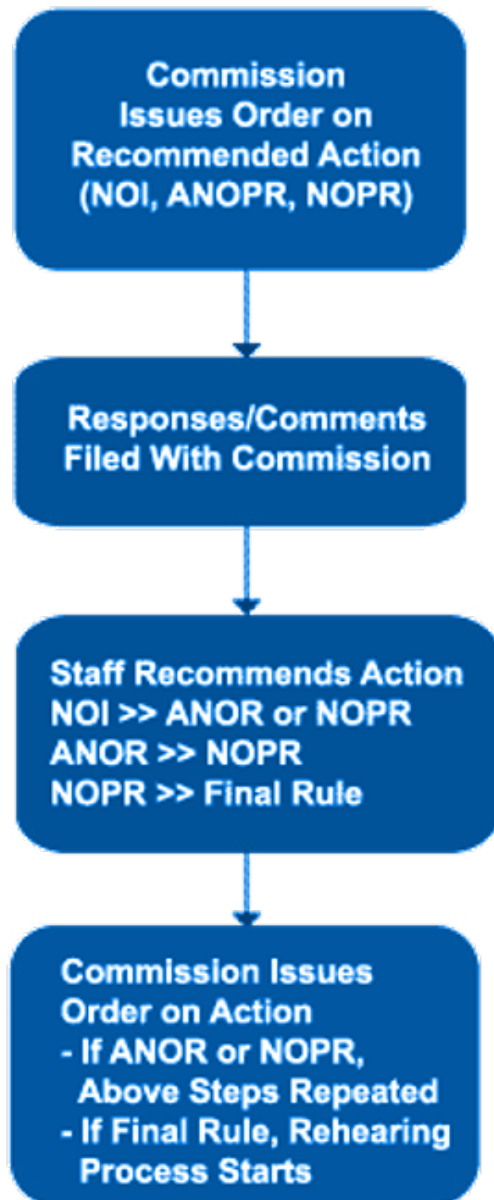 Commission
Issues Order on
Recommended Action
(NOI, ANOPR, NOPR)
Responses/Comments
Filed With Commission
Staff Recommends Action
NOI >> ANOR or NOPR
ANOR >> NOPR
NOPR >> Final Rule
Commission Issues
Order on Action
- If ANOR or NOPR,
Above Steps Repeated
- If Final Rule, Rehearing
Process Starts